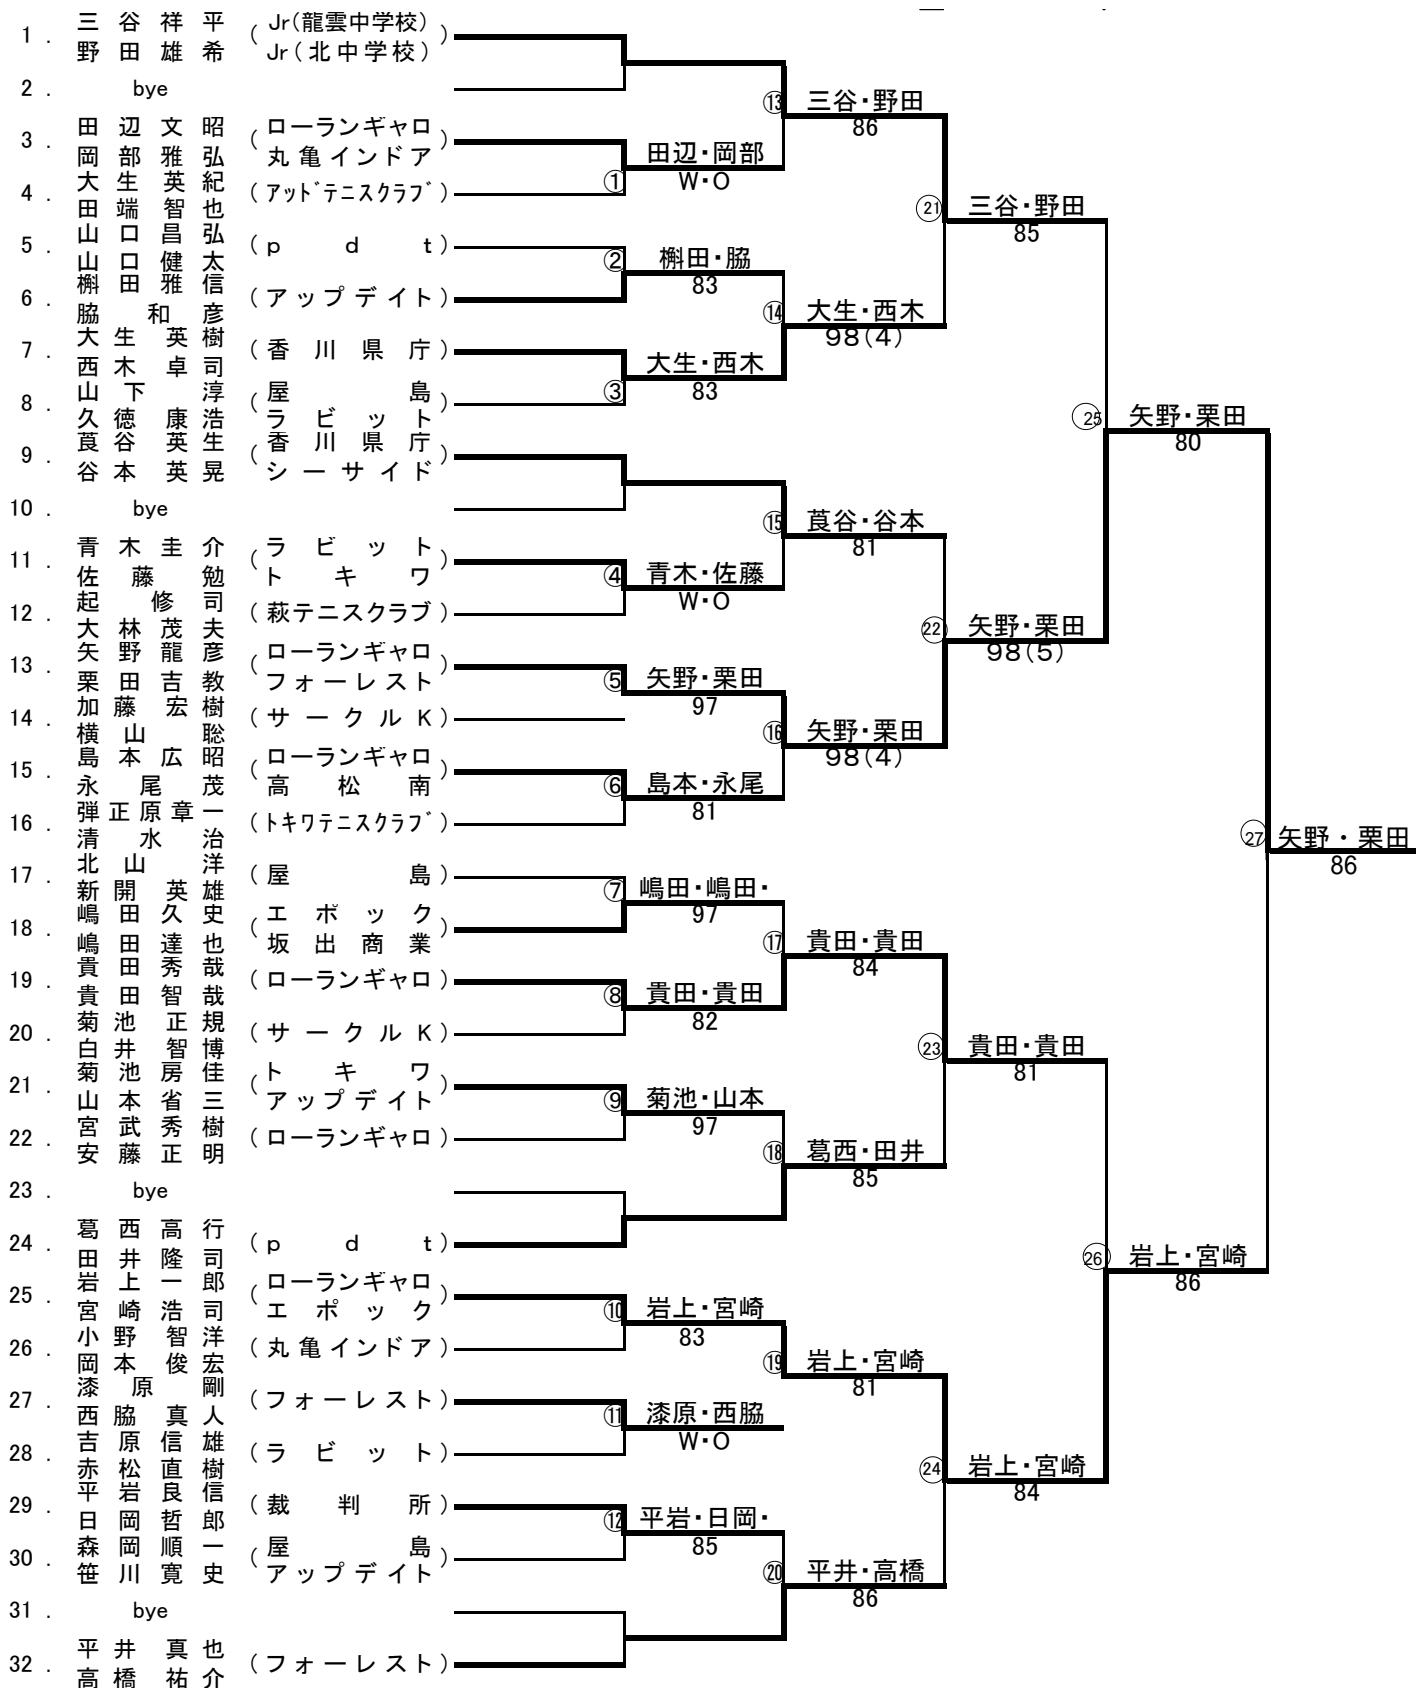 1 . 三谷祥平 野田雄希 ( Jr(龍雲中学校) Jr(北中学校) )
2 . bye
3 . 田辺文昭 岡部雅弘 ( ローランギャロ 丸亀インドア )
4 . 大生英紀 田端智也 ( アットﾞテニスクラブ )
5 . 山口昌弘 山口健太 ( pdt )
6 . 槲田雅信 脇和彦 ( アップデイト )
7 . 大生英樹 西木卓司 ( 香川県庁 )
8 . 山下淳 久徳康浩 ( 屋島 ラビット )
9 . 莨谷英生 谷本英晃 ( 香川県庁 シーサイド )
10 . bye
11 . 青木圭介 佐藤勉 ( ラビット トキワ )
12 . 起修司 大林茂夫 ( 萩テニスクラブ )
13 . 矢野龍彦 栗田吉教 ( ローランギャロ フォーレスト )
14 . 加藤宏樹 横山聡 ( サークルK )
15 . 島本広昭 永尾茂 ( ローランギャロ 高松南 )
16 . 弾正原章一 清水治 ( トキワテニスクラブ )
17 . 北山洋 新開英雄 ( 屋島 )
18 . 嶋田久史 嶋田達也 ( エポック 坂出商業 )
19 . 貴田秀哉 貴田智哉 ( ローランギャロ )
20 . 菊池正規 白井智博 ( サークルK )
21 . 菊池房佳 山本省三 ( トキワ アップデイト )
22 . 宮武秀樹 安藤正明 ( ローランギャロ )
23 . bye
24 . 葛西高行 田井隆司 ( pdt )
25 . 岩上一郎 宮崎浩司 ( ローランギャロ エポック )
26 . 小野智洋 岡本俊宏 ( 丸亀インドア )
27 . 漆原剛 西脇真人 ( フォーレスト )
28 . 吉原信雄 赤松直樹 ( ラビット )
29 . 平岩良信 日岡哲郎 ( 裁判所 )
30 . 森岡順一 笹川寛史 ( 屋島 アップデイト )
31 . bye
32 . 平井真也 高橋祐介 ( フォーレスト )
① 田辺・岡部
W・O
② 槲田・脇
83
③ 大生・西木
83
④ 青木・佐藤
W・O
⑤ 矢野・栗田
97
⑥ 島本・永尾
81
⑦ 嶋田・嶋田・
97
⑧ 貴田・貴田
82
⑨ 菊池・山本
97
⑩ 岩上・宮崎
83
⑪ 漆原・西脇
W・O
⑫ 平岩・日岡・
85
⑬ 三谷・野田
86
⑭ 大生・西木
98(4)
⑮ 莨谷・谷本
81
⑯ 矢野・栗田
98(4)
⑰ 貴田・貴田
84
⑱ 葛西・田井
85
⑲ 岩上・宮崎
81
⑳ 平井・高橋
86
㉑ 三谷・野田
85
㉒ 矢野・栗田
98(5)
㉓ 貴田・貴田
81
㉔ 岩上・宮崎
84
㉕ 矢野・栗田
80
㉖ 岩上・宮崎
86
㉗ 矢野・栗田
86